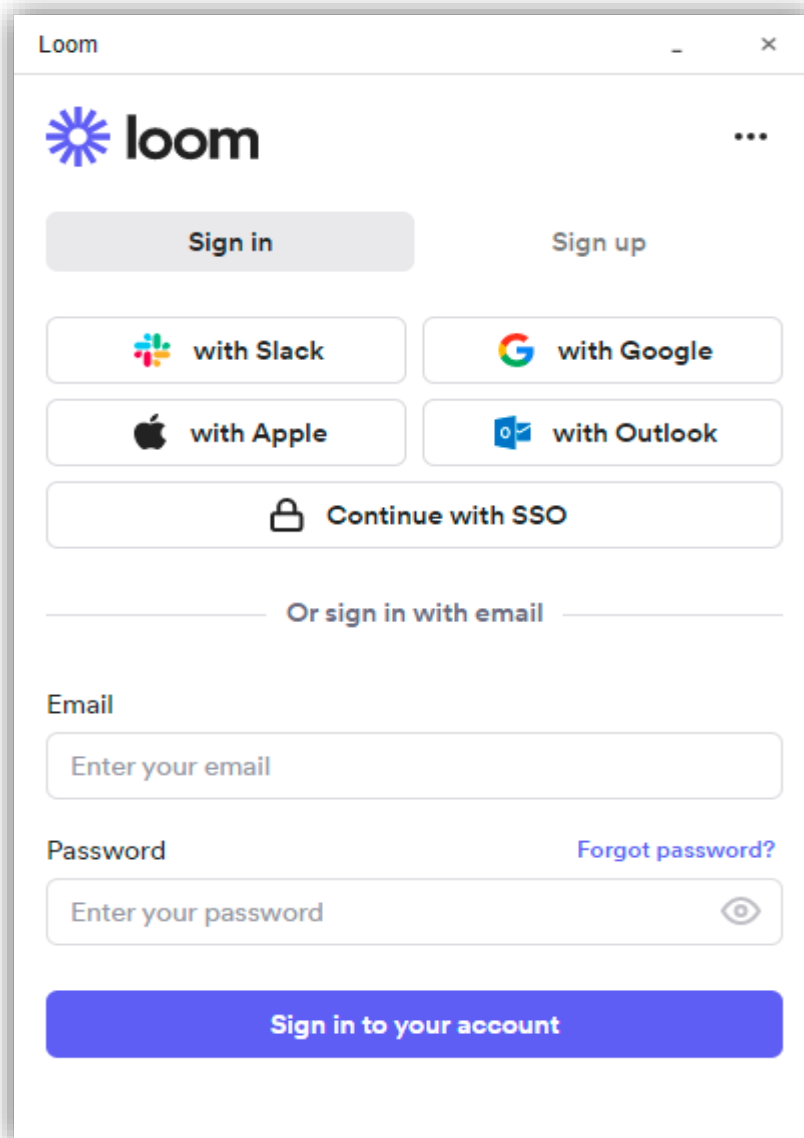 Loom
loom
Sign in Sign up
with Slack with Google
with Apple with Outlook
Continue with SSO
Or sign in with email
Email
Enter your email
Password Forgot password?
Enter your password
Sign in to your account